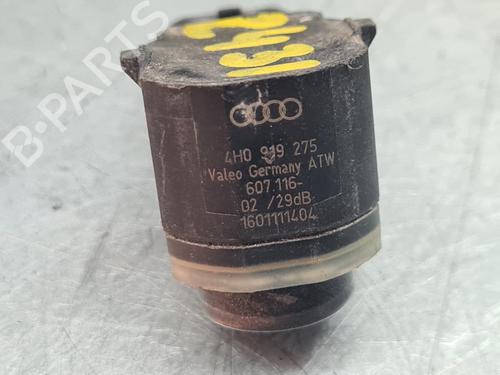 B-PARTS
4H0 919 275
Valeo Germany ATW
607.116-
02 /29dB
1601111404